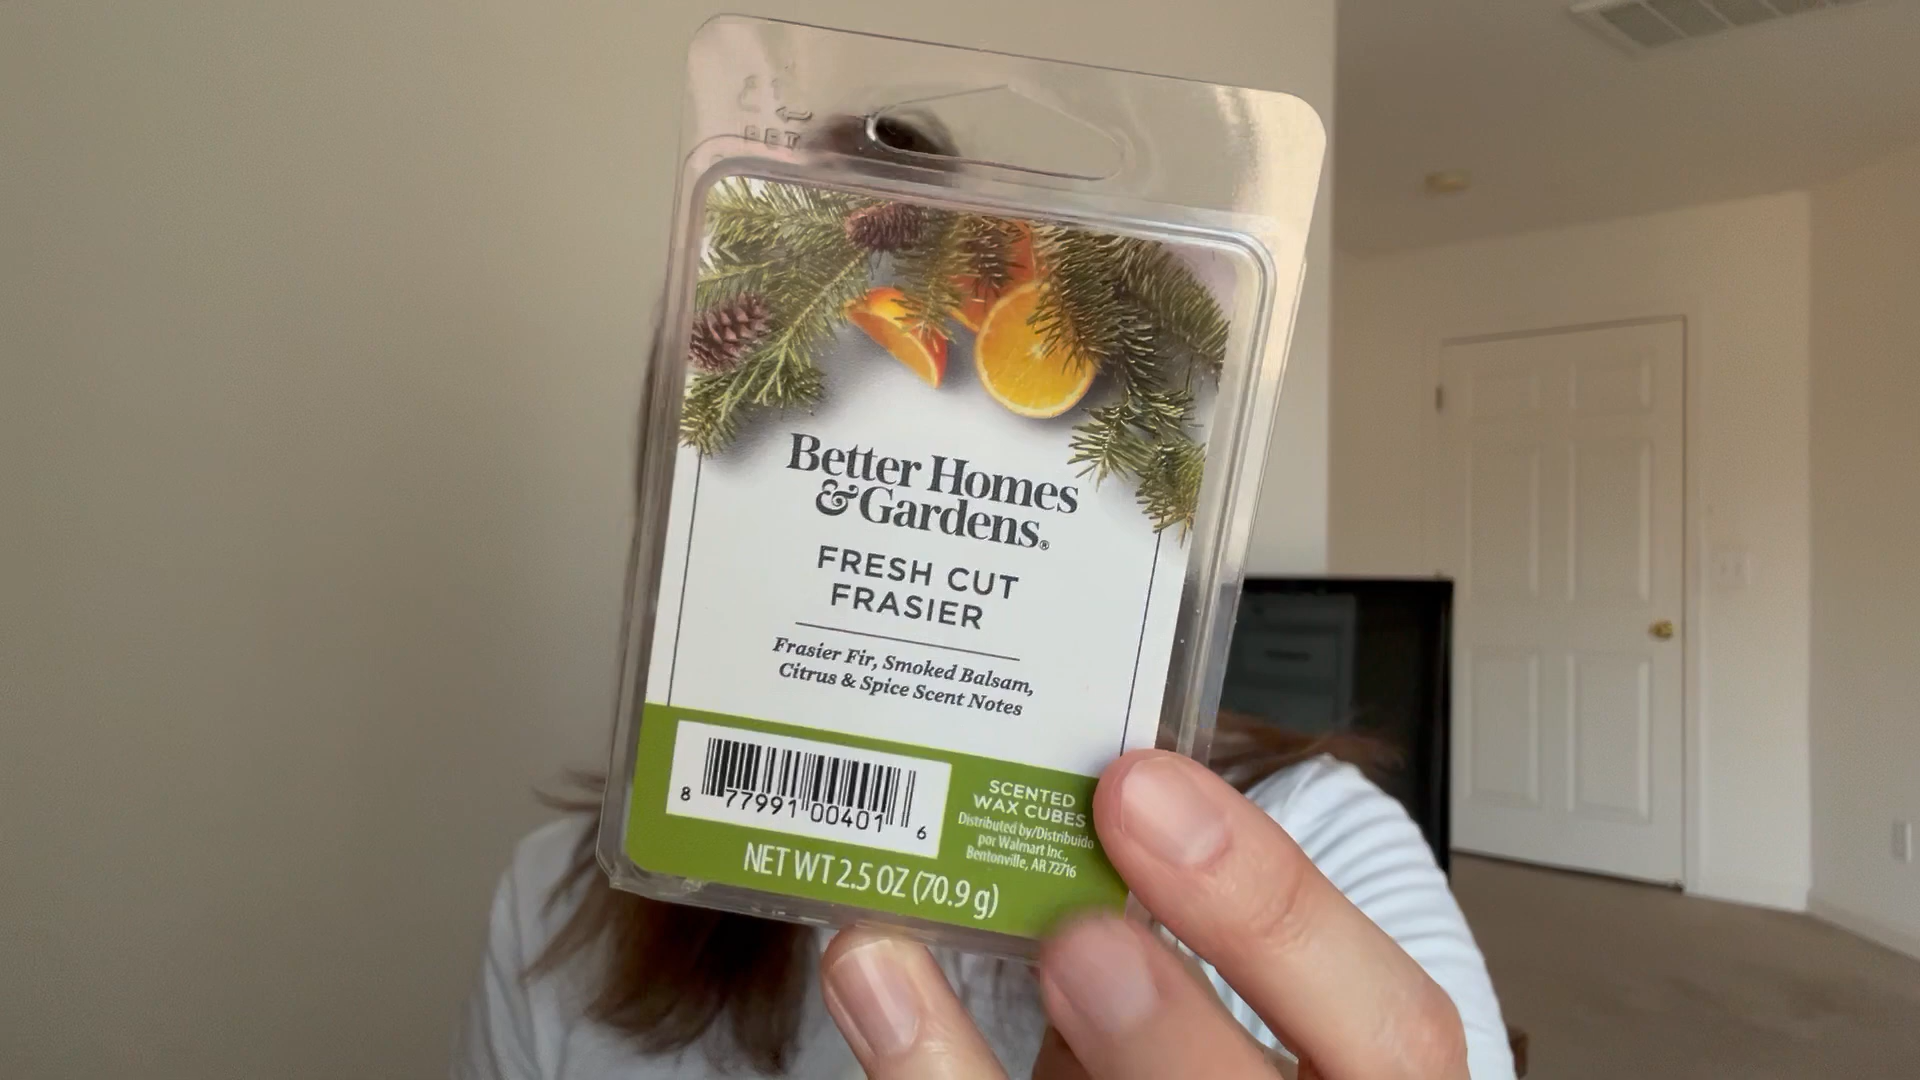 Better Homes
& Gardens®
FRESH CUT
FRASIER
Frasier Fir, Smoked Balsam,
Citrus & Spice Scent Notes
8 77991 00401 6
SCENTED
WAX CUBES
Distributed by/Distribuido
por Walmart Inc.,
Bentonville, AR 72716
NET WT 2.5 OZ (70.9 g)